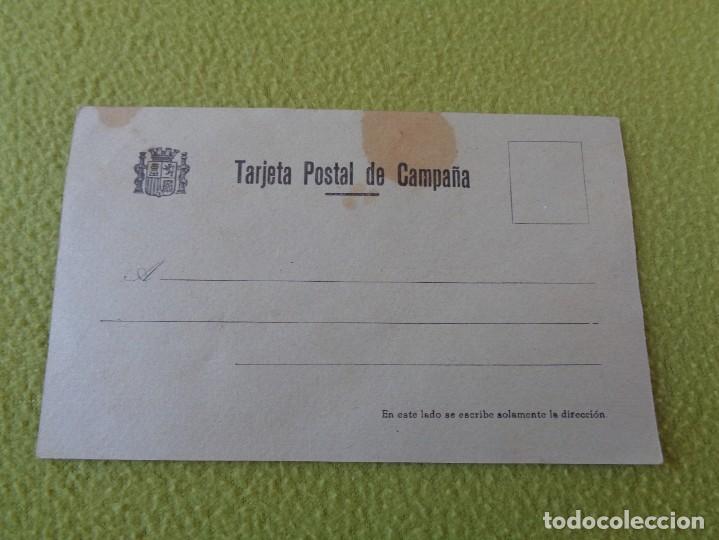 Tarjeta Postal de Campaña
A
En este lado se escribe solamente la dirección
todocoleccion